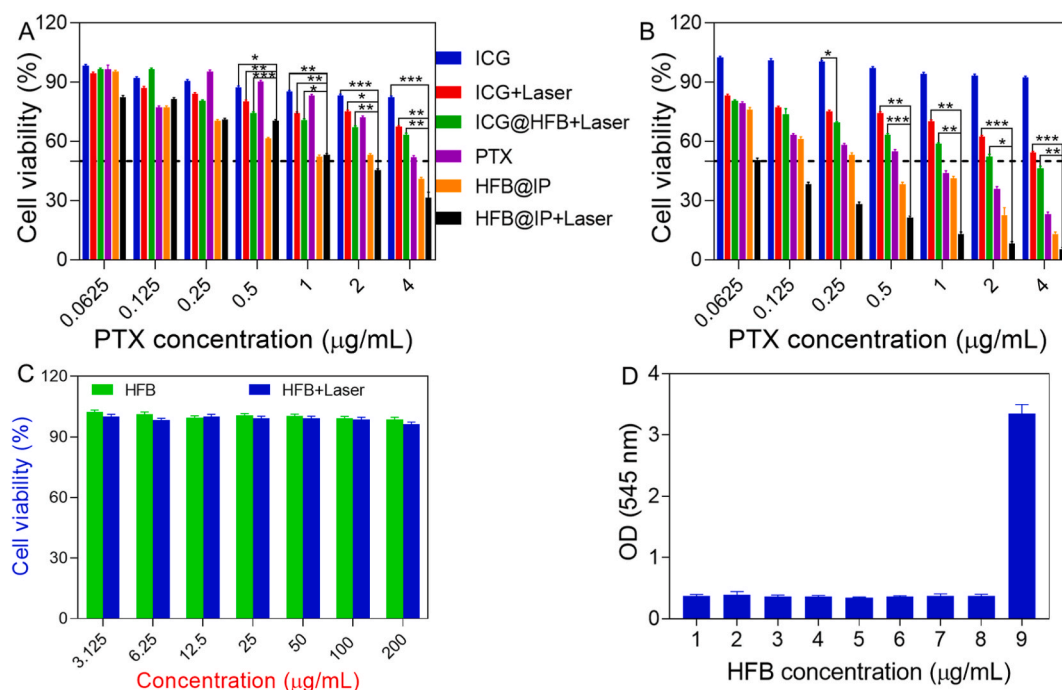 A
Cell viability (%)
120
90
60
30
0
* ** ***
** ** *
*** * **
*** ** **
0.0625 0.125 0.25 0.5 1 2 4
PTX concentration (μg/mL)
ICG
ICG+Laser
ICG@HFB+Laser
PTX
HFB@IP
HFB@IP+Laser
B
Cell viability (%)
120
90
60
30
0
*
** ***
** **
*** *
*** **
0.0625 0.125 0.25 0.5 1 2 4
PTX concentration (μg/mL)
C
HFB HFB+Laser
Cell viability (%)
120
90
60
30
0
3.125 6.25 12.5 25 50 100 200
Concentration (μg/mL)
D
OD (545 nm)
4
3
2
1
0
1 2 3 4 5 6 7 8 9
HFB concentration (μg/mL)